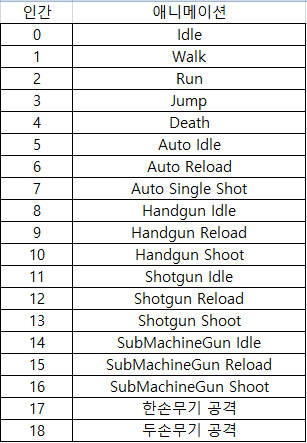 인간 애니메이션
0 Idle
1 Walk
2 Run
3 Jump
4 Death
5 Auto Idle
6 Auto Reload
7 Auto Single Shot
8 Handgun Idle
9 Handgun Reload
10 Handgun Shoot
11 Shotgun Idle
12 Shotgun Reload
13 Shotgun Shoot
14 SubMachineGun Idle
15 SubMachineGun Reload
16 SubMachineGun Shoot
17 한손무기 공격
18 두손무기 공격